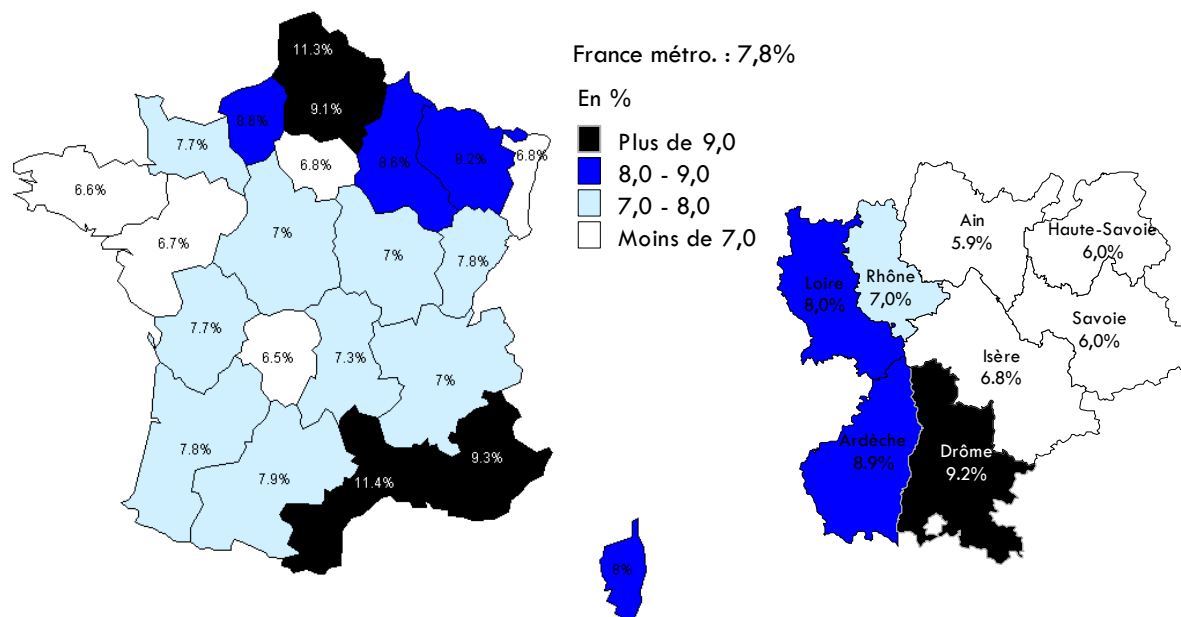 11.3%
9.1%
8.6%
7.7%
6.8%
8.8%
8.2%
6.8%
6.6%
6.7%
7%
7%
7.8%
7.7%
6.5%
7.3%
7%
7.8%
7.9%
11.4%
9.3%
8%
France métro. : 7,8%
En %
Plus de 9,0
8,0 - 9,0
7,0 - 8,0
Moins de 7,0
Ain
5.9%
Haute-Savoie
6,0%
Loire
8,0%
Rhône
7,0%
Savoie
6,0%
Isère
6.8%
Ardèche
8.9%
Drôme
9.2%